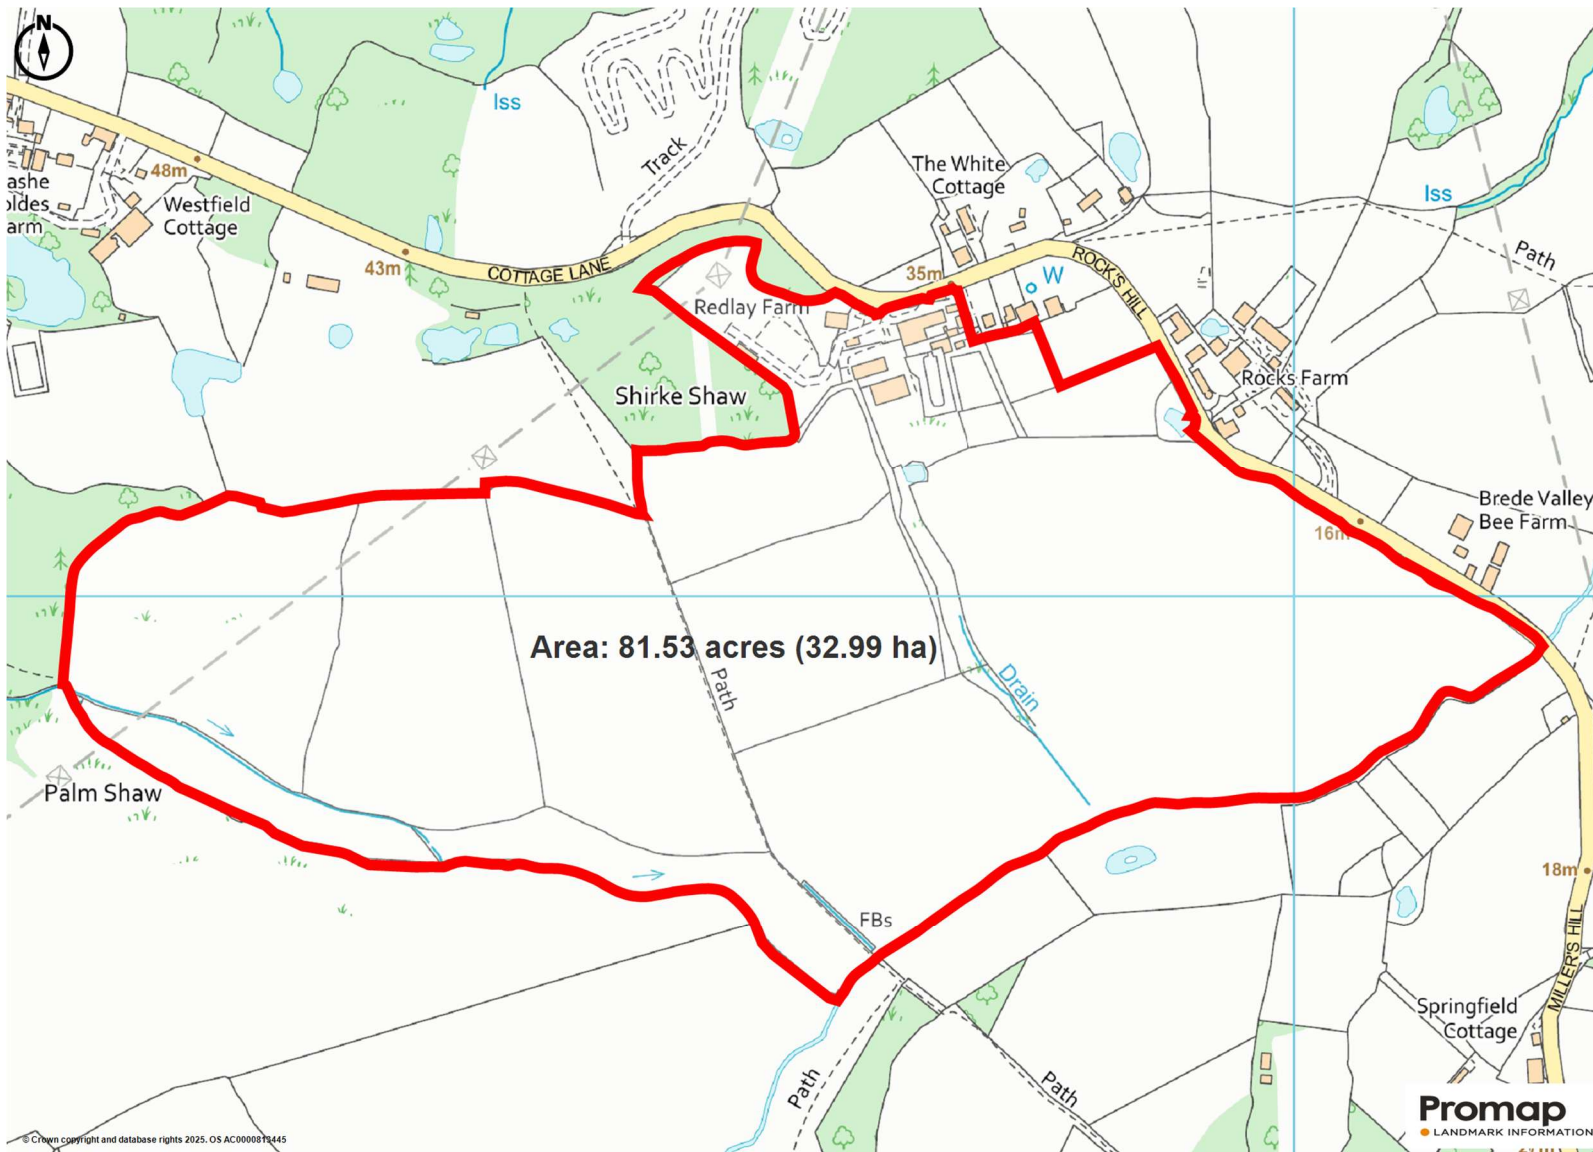 N
Iss
Track
The White
Cottage
48m
Westfield
Cottage
ashe
oldes
arm
Iss
Path
43m
COTTAGE LANE
35m
W
ROCK'S HILL
Redlay Farm
Shirke Shaw
Rocks Farm
Brede Valley
Bee Farm
16m
Area: 81.53 acres (32.99 ha)
Path
Drain
Palm Shaw
FBs
18m
MILLER'S HILL
Springfield
Cottage
Path
Path
Promap
LANDMARK INFORMATION
© Crown copyright and database rights 2025. OS AC0000813445